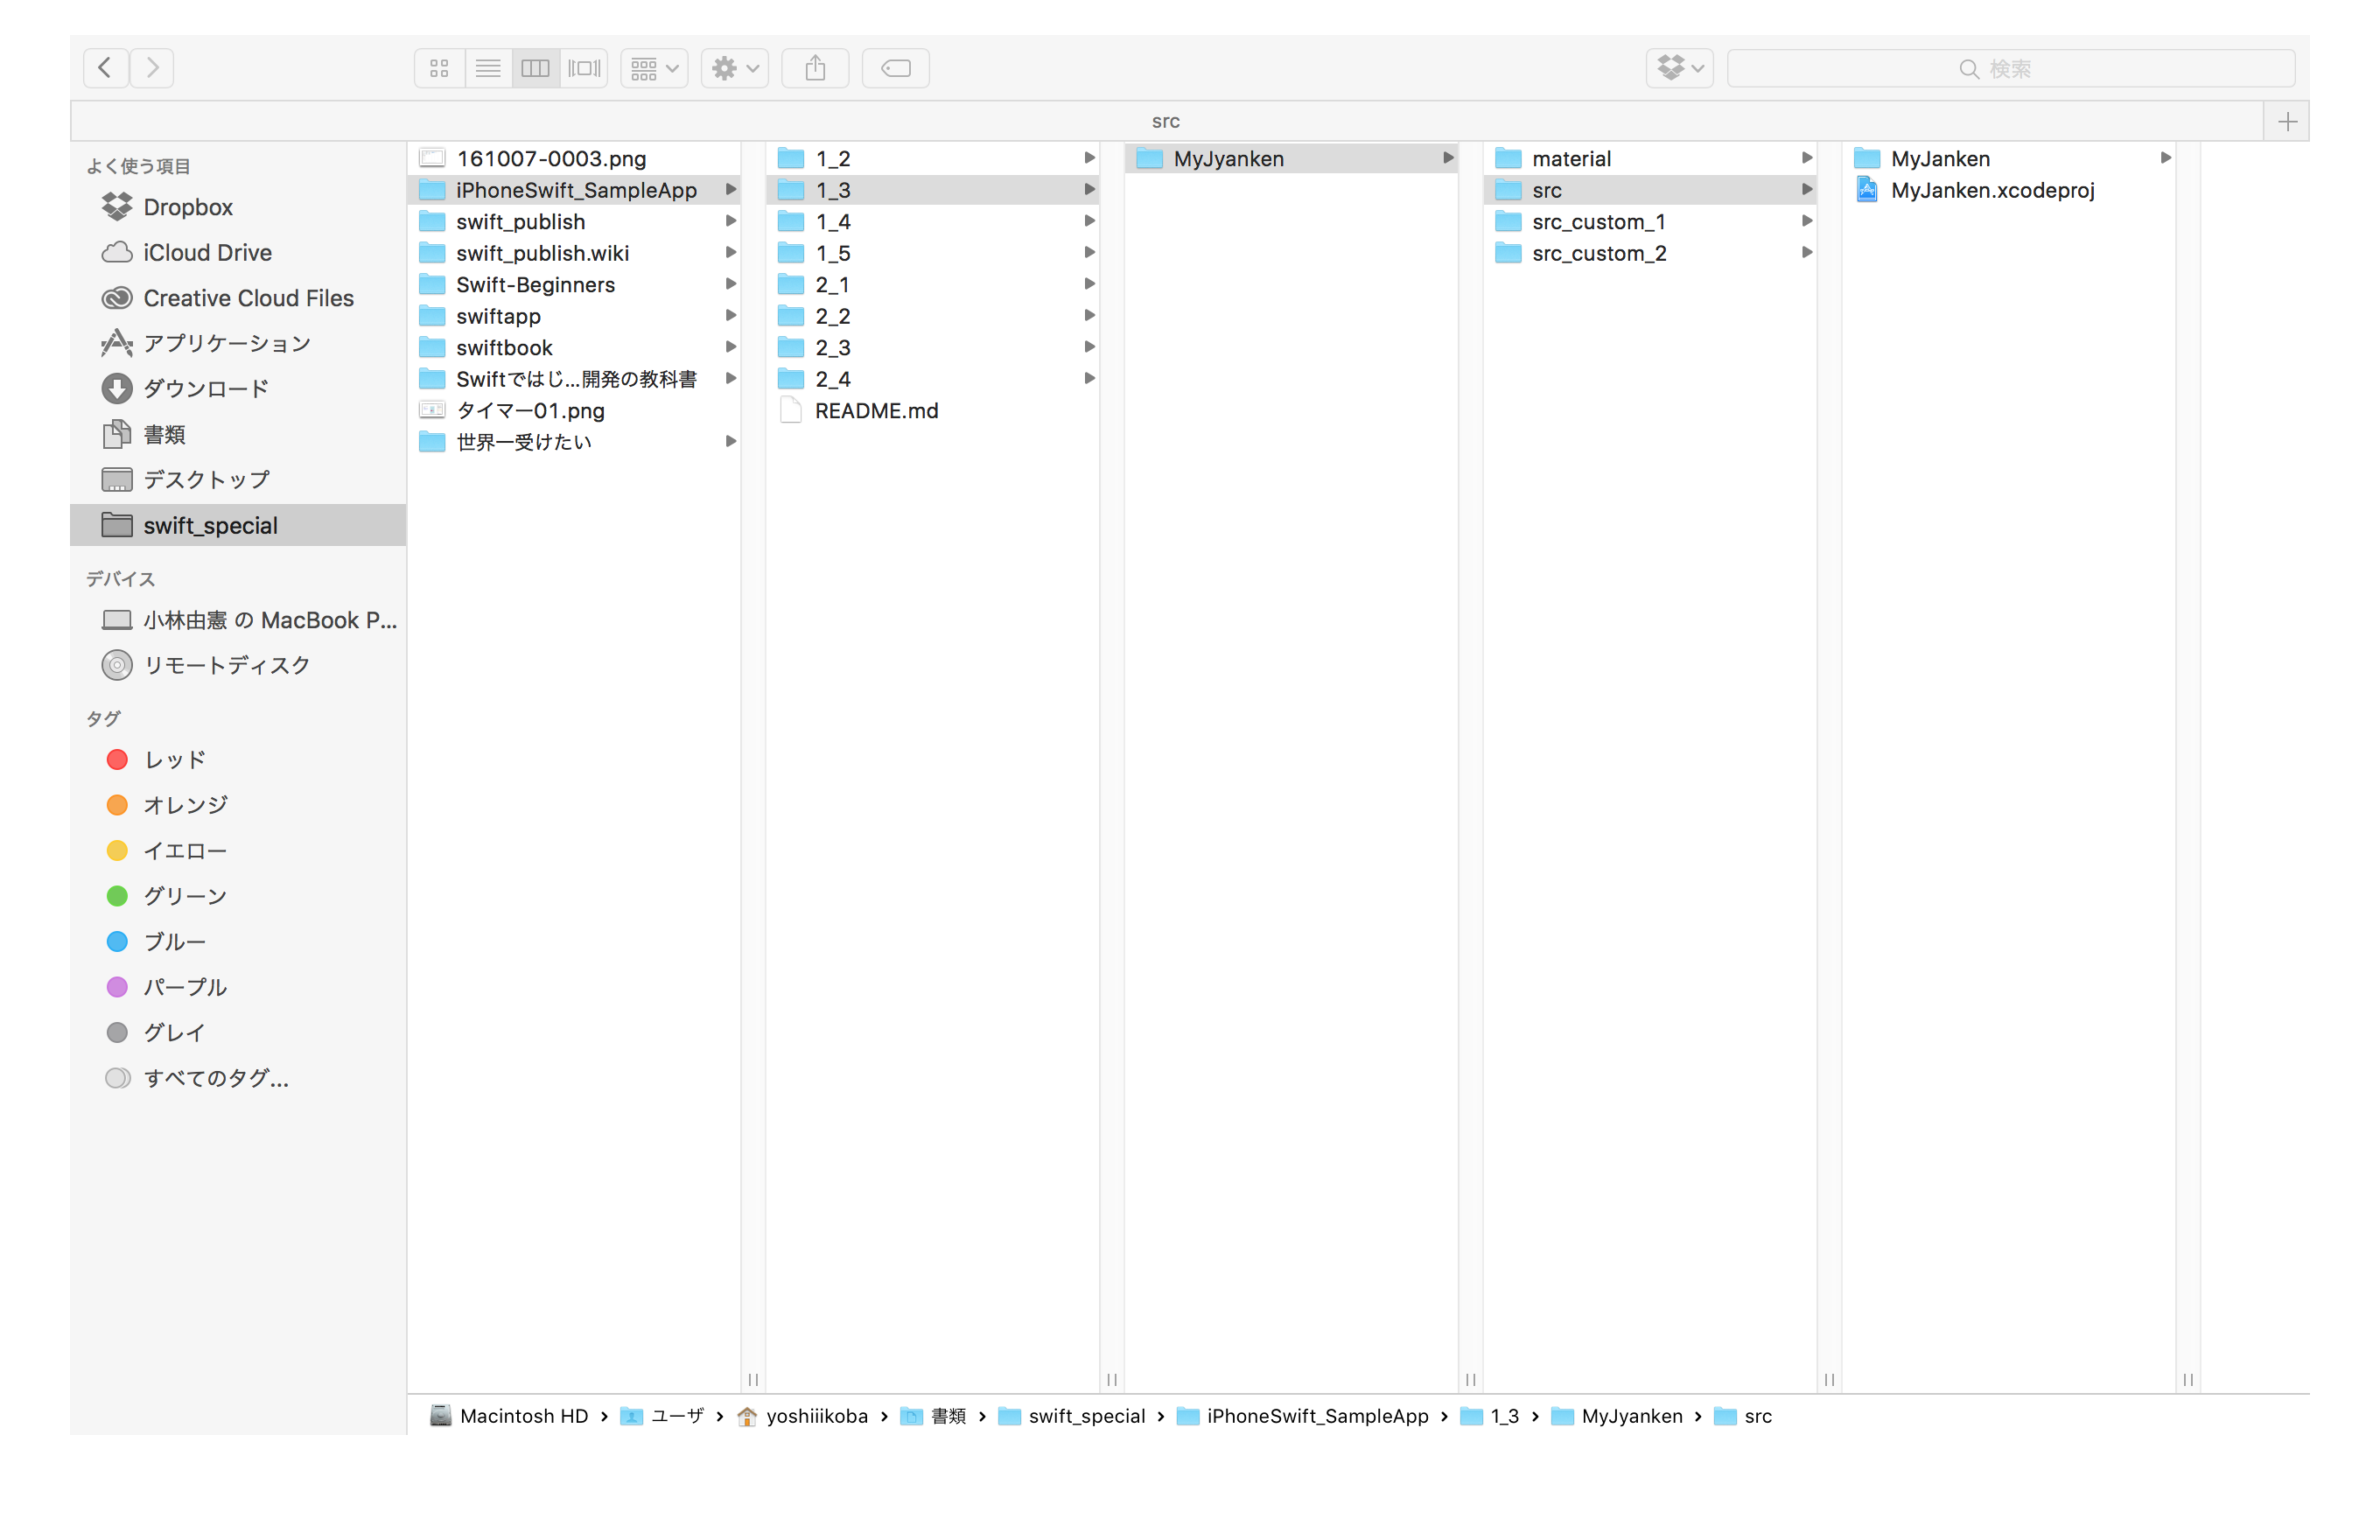 検索
src
よく使う項目
Dropbox
iCloud Drive
Creative Cloud Files
アプリケーション
ダウンロード
書類
デスクトップ
swift_special
デバイス
小林由憲 の MacBook P...
リモートディスク
タグ
レッド
オレンジ
イエロー
グリーン
ブルー
パープル
グレイ
すべてのタグ...
161007-0003.png
iPhoneSwift_SampleApp
swift_publish
swift_publish.wiki
Swift-Beginners
swiftapp
swiftbook
Swiftではじ...開発の教科書
タイマー01.png
世界一受けたい
1_2
1_3
1_4
1_5
2_1
2_2
2_3
2_4
README.md
MyJyanken
material
src
src_custom_1
src_custom_2
MyJanken
MyJanken.xcodeproj
Macintosh HD › ユーザ › yoshiiikoba › 書類 › swift_special › iPhoneSwift_SampleApp › 1_3 › MyJyanken › src